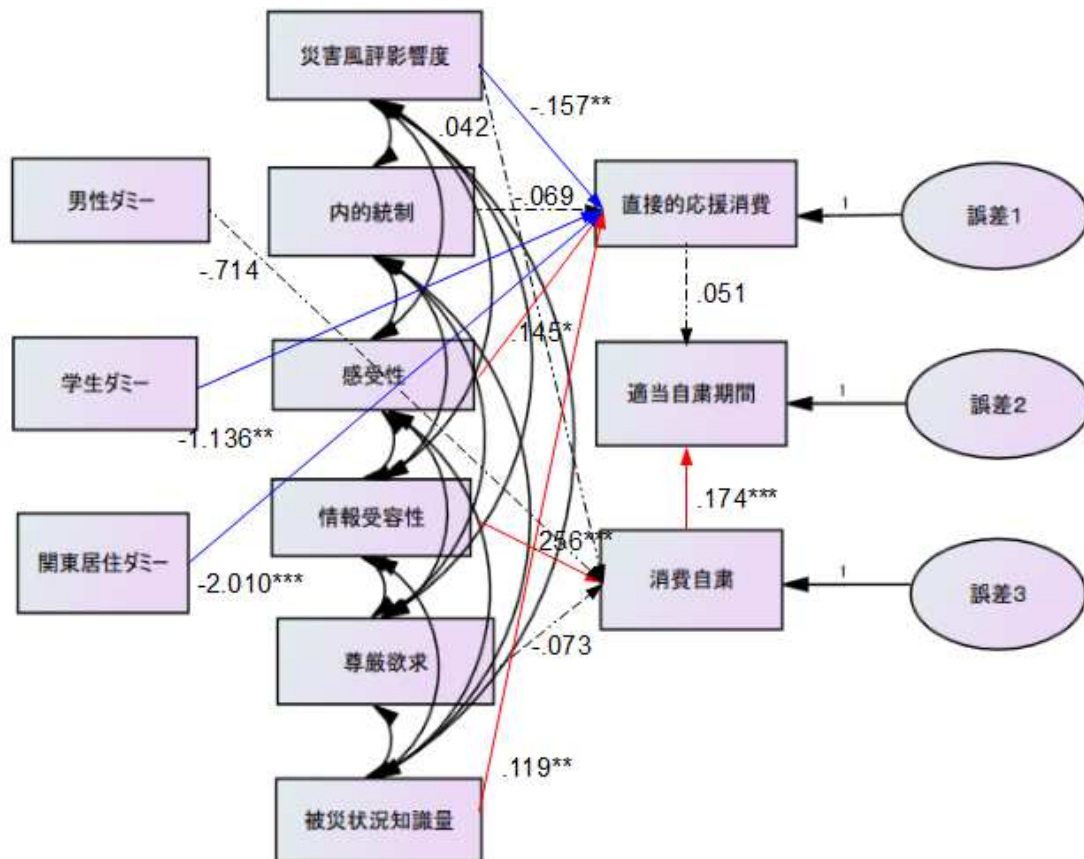 災害風評影響度
-.157**
.042
男性ダミー
内的統制
-.069
直接的応援消費
1
誤差1
-.714
.051
.145*
学生ダミー
感受性
適当自粛期間
1
誤差2
-1.136**
情報受容性
.174***
256***
関東居住ダミー
-2.010***
消費自粛
1
誤差3
尊厳欲求
-.073
.119**
被災状況知識量